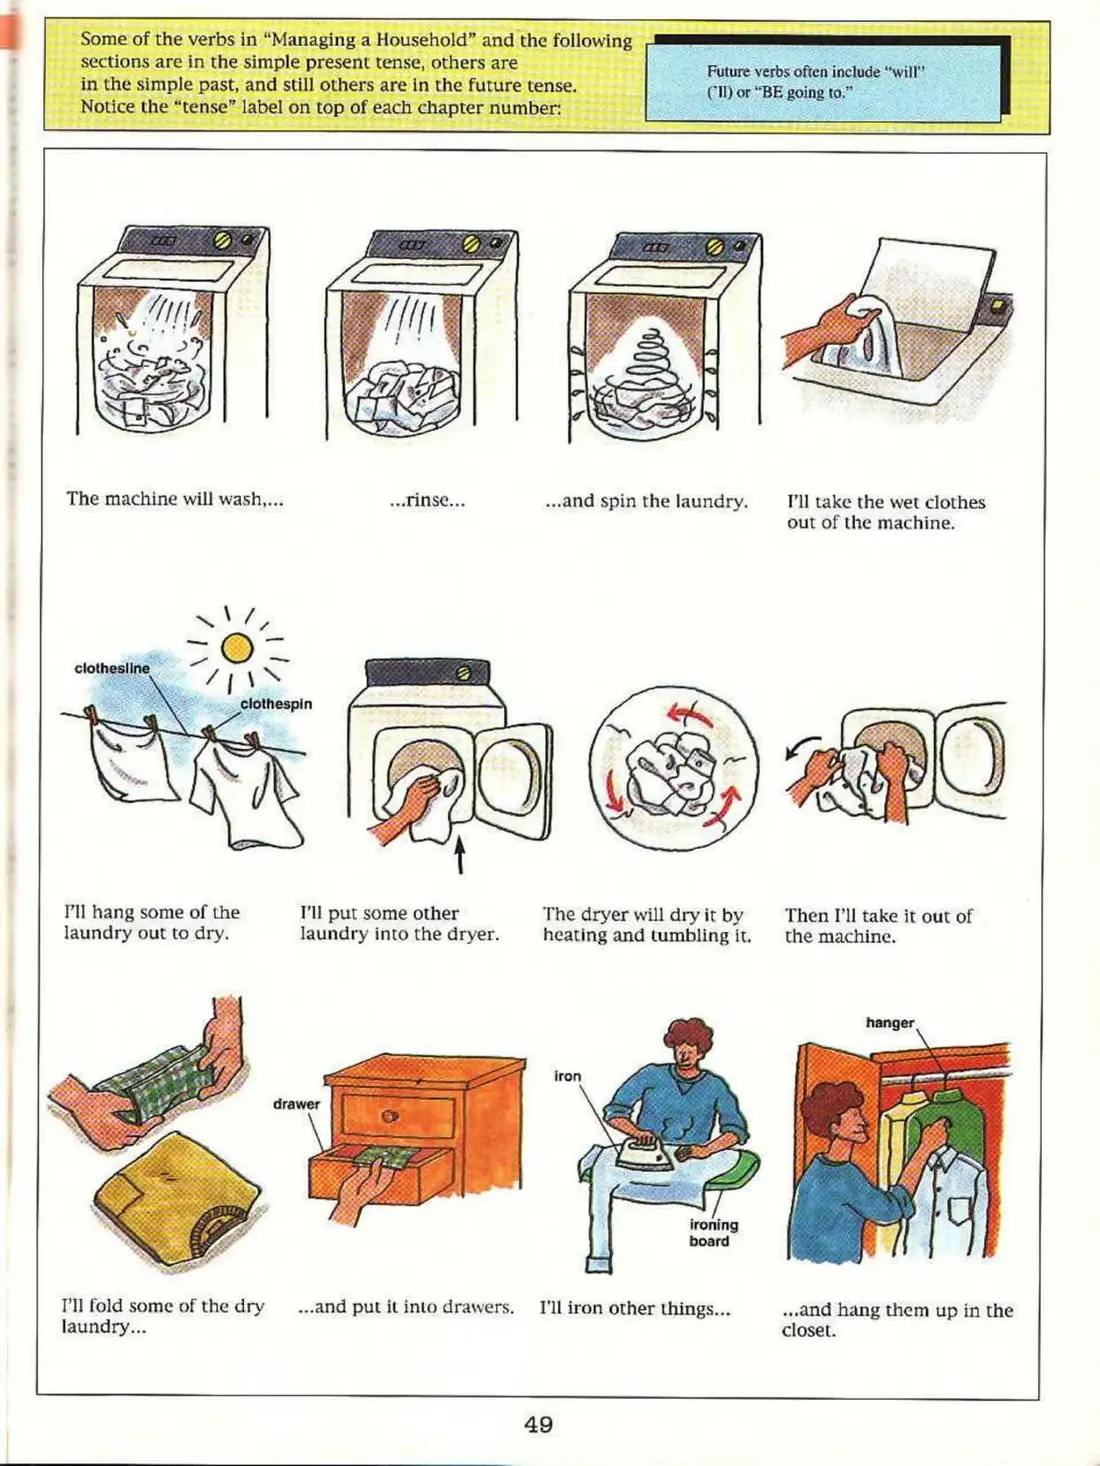 Some of the verbs in “Managing a Household” and the following
sections are in the simple present tense, others are
in the simple past, and still others are in the future tense.
Notice the “tense” label on top of each chapter number:
Future verbs often include “will”
(’ll) or “BE going to.”
The machine will wash,...
...rinse...
...and spin the laundry.
I’ll take the wet clothes
out of the machine.
clothesline
clothespin
I’ll hang some of the
laundry out to dry.
I’ll put some other
laundry into the dryer.
The dryer will dry it by
heating and tumbling it.
Then I’ll take it out of
the machine.
drawer
iron
ironing
board
hanger
I’ll fold some of the dry
laundry...
...and put it into drawers.
I’ll iron other things...
...and hang them up in the
closet.
49